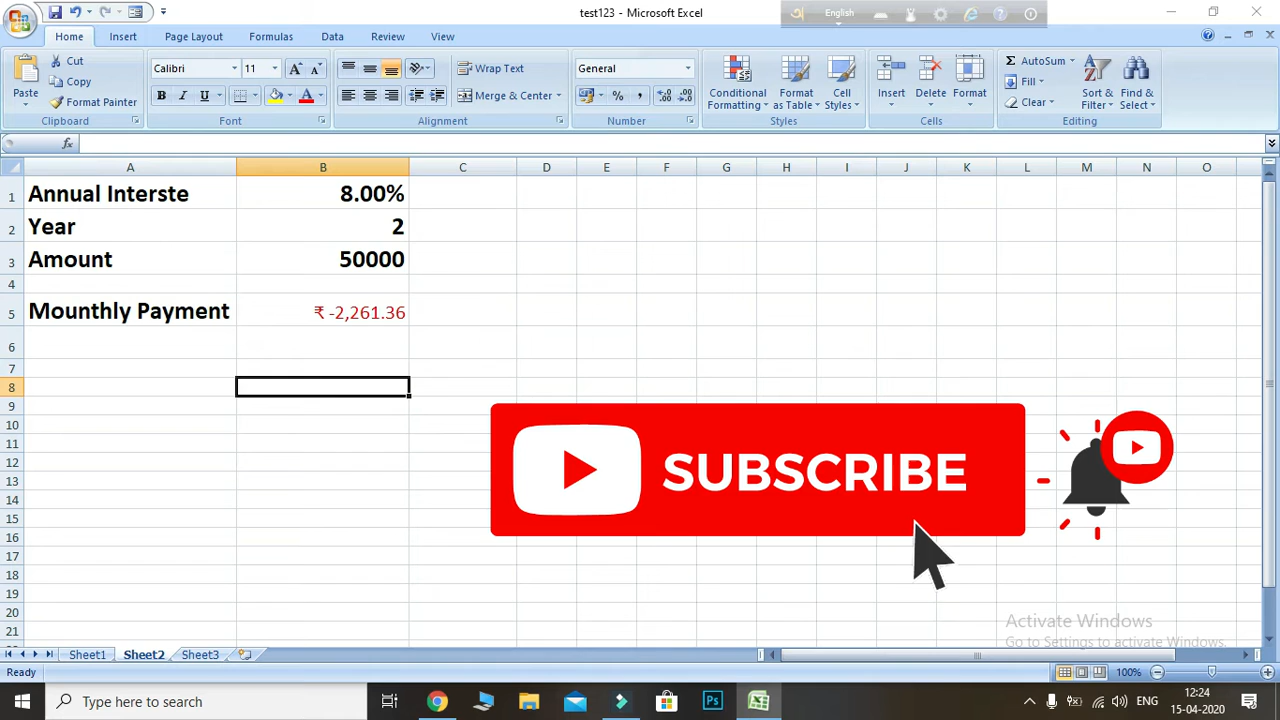 test123 - Microsoft Excel
English
Home Insert Page Layout Formulas Data Review View
Paste
Cut
Copy
Format Painter
Clipboard
Calibri 11
B I U
Font
Wrap Text
Merge & Center
Alignment
General
% ,
Number
Conditional Formatting
Format as Table
Cell Styles
Styles
Insert Delete Format
Cells
Σ AutoSum
Fill
Clear
Sort & Filter
Find & Select
Editing
fx
A B C D E F G H I J K L M N O
1 Annual Interste 8.00%
2 Year 2
3 Amount 50000
4
5 Mounthly Payment ₹ -2,261.36
6
7
8
9
10
11
12
13
14
15
16
17
18
19
20
21
SUBSCRIBE
Activate Windows
Go to Settings to activate Windows.
Sheet1 Sheet2 Sheet3
Ready 100%
Type here to search
Ps
ENG
12:24
15-04-2020